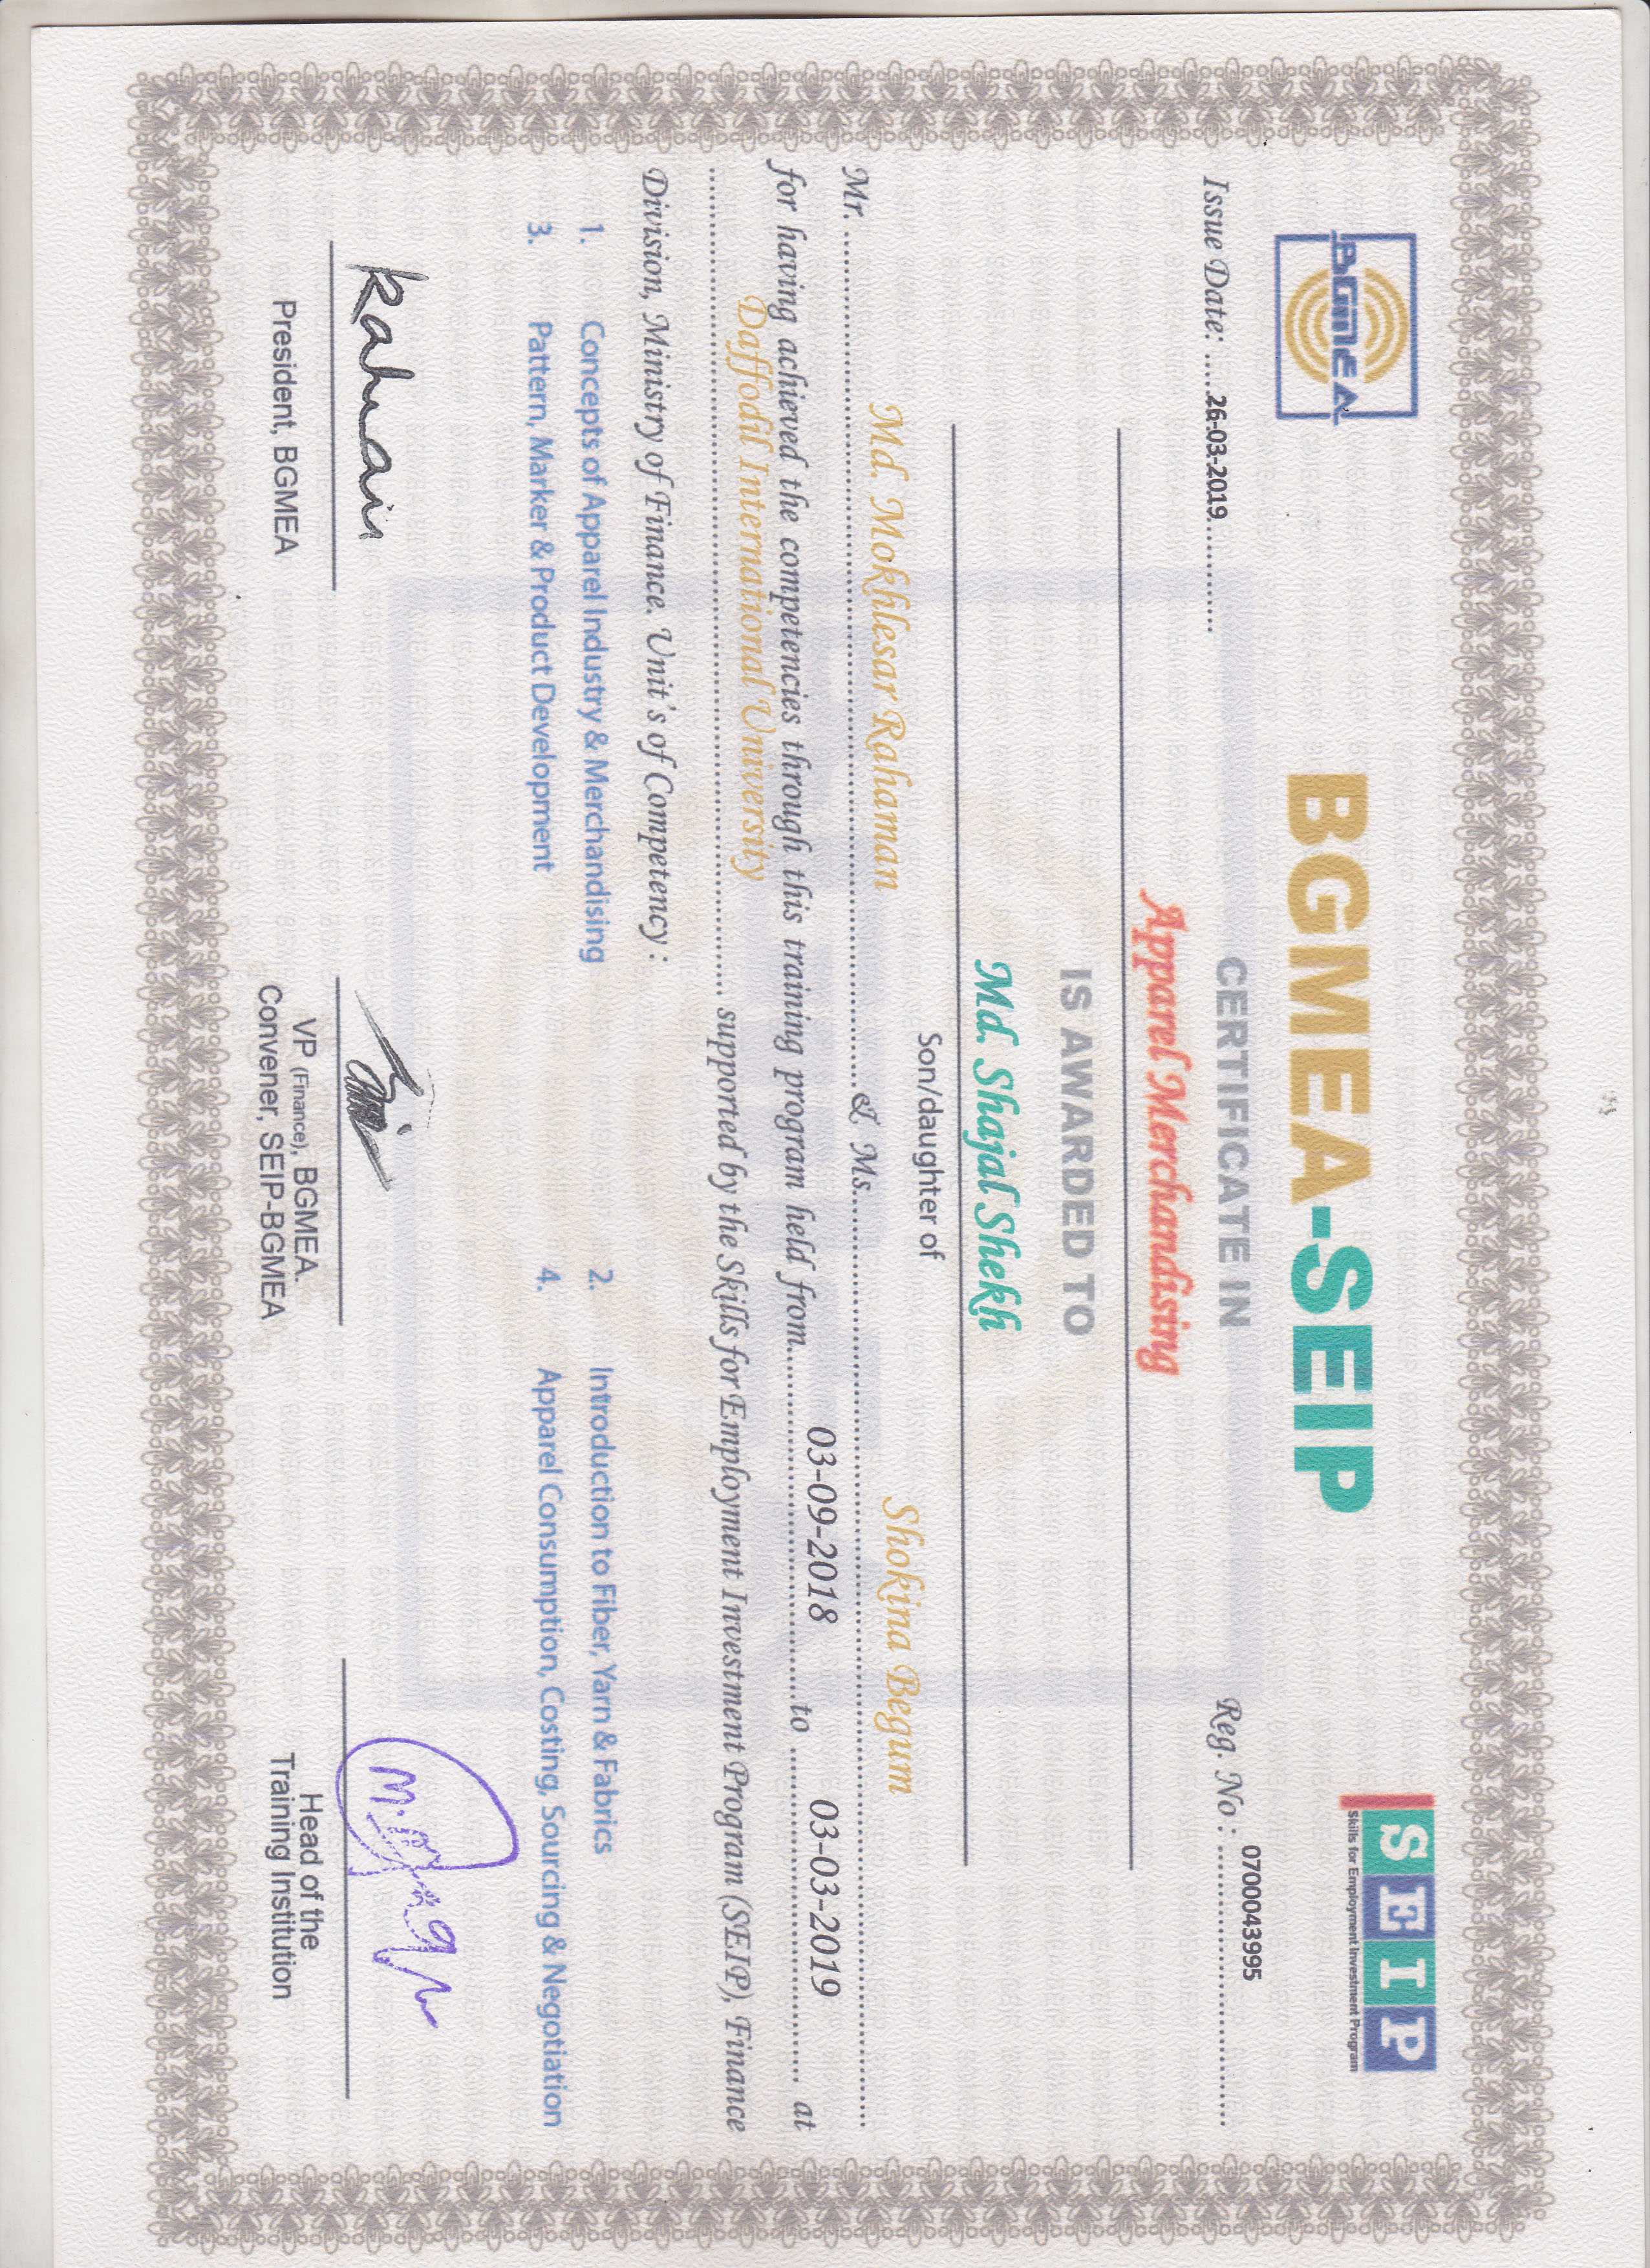 BGMEA
SEIP
Skills for Employment Investment Program
BGMEA-SEIP
Issue Date: ....26-03-2019............
CERTIFICATE IN
Reg. No : ....0700043995....
Apparel Merchandising
IS AWARDED TO
Md. Shajal Shekh
Son/daughter of
Mr. Md. Mokhlesar Rahaman & Ms. Shokina Begum
for having achieved the competencies through this training program held from 03-09-2018 to 03-03-2019 at
Daffodil International University supported by the Skills for Employment Investment Program (SEIP), Finance
Division, Ministry of Finance. Unit's of Competency :
1. Concepts of Apparel Industry & Merchandising 2. Introduction to Fiber, Yarn & Fabrics
3. Pattern, Marker & Product Development 4. Apparel Consumption, Costing, Sourcing & Negotiation
President, BGMEA
VP (Finance), BGMEA.
Convener, SEIP-BGMEA
Head of the
Training Institution